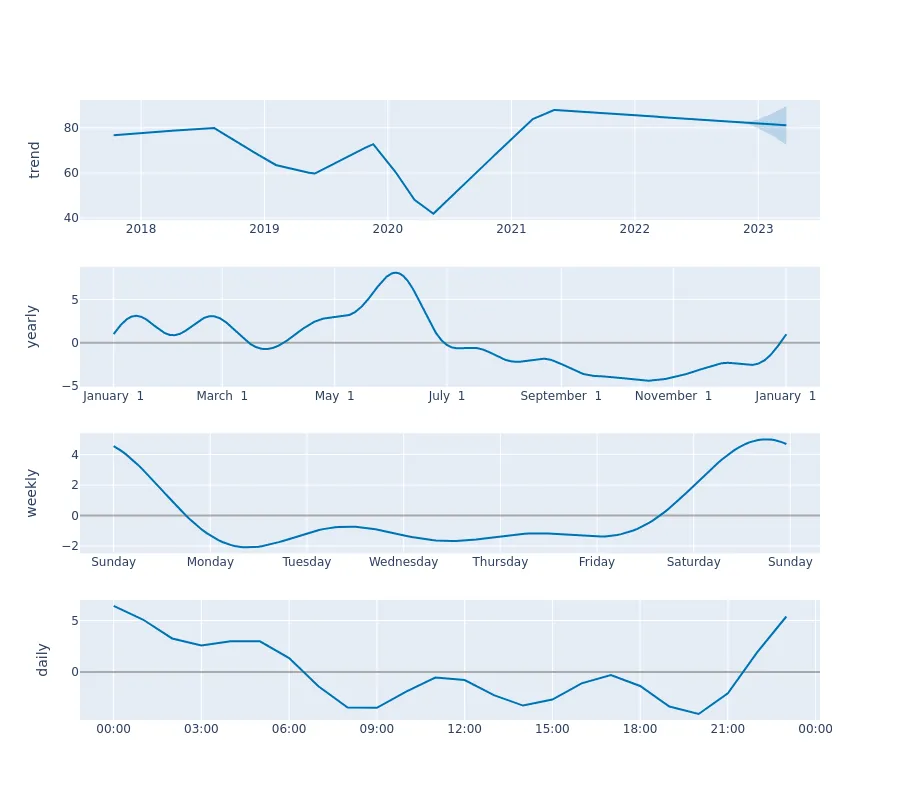 trend
80
60
40
2018 2019 2020 2021 2022 2023
yearly
5
0
−5
January 1 March 1 May 1 July 1 September 1 November 1 January 1
weekly
4
2
0
−2
Sunday Monday Tuesday Wednesday Thursday Friday Saturday Sunday
daily
5
0
00:00 03:00 06:00 09:00 12:00 15:00 18:00 21:00 00:00